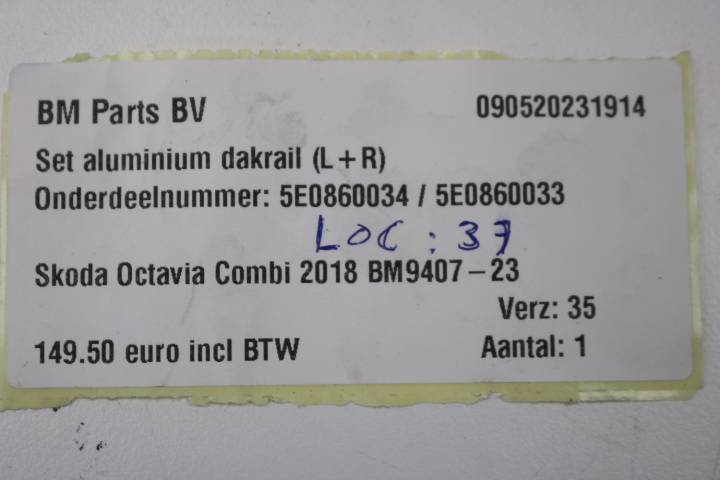 BM Parts BV 090520231914
Set aluminium dakrail (L+R)
Onderdeelnummer: 5E0860034 / 5E0860033
LOC : 37
Skoda Octavia Combi 2018 BM9407-23
Verz: 35
149.50 euro incl BTW Aantal: 1